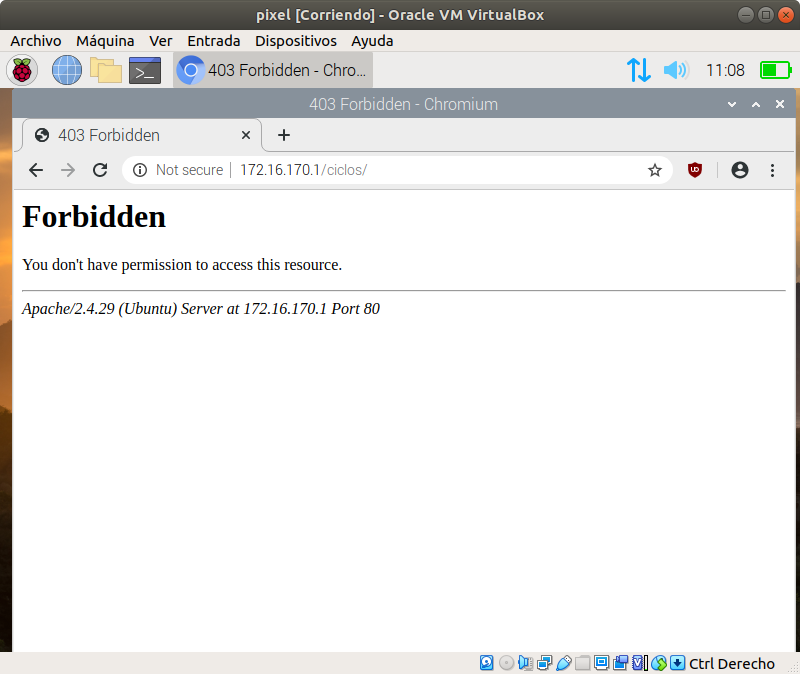 pixel [Corriendo] - Oracle VM VirtualBox
Archivo Máquina Ver Entrada Dispositivos Ayuda
403 Forbidden - Chro... 11:08
403 Forbidden - Chromium
403 Forbidden
Not secure 172.16.170.1/ciclos/
Forbidden
You don't have permission to access this resource.
Apache/2.4.29 (Ubuntu) Server at 172.16.170.1 Port 80
Ctrl Derecho